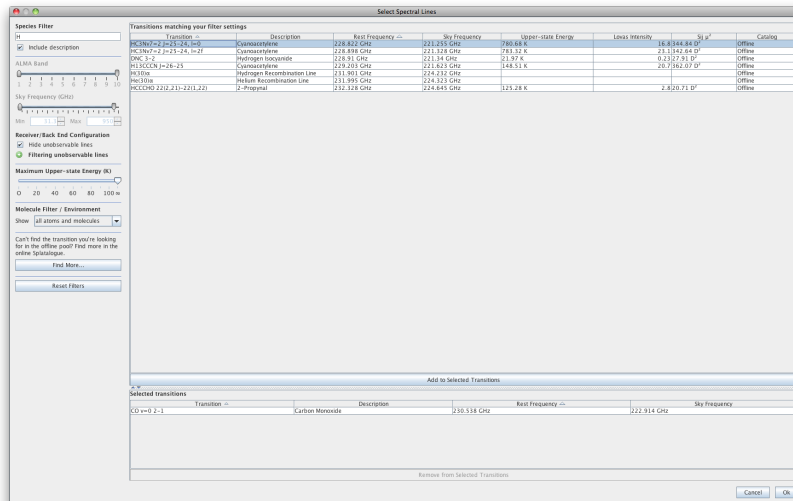 Select Spectral Lines
Species Filter
H
Include description
ALMA Band
1 2 3 4 5 6 7 8 9 10
Sky Frequency (GHz)
Min 31.3 Max 950
Receiver/Back End Configuration
Hide unobservable lines
Filtering unobservable lines
Maximum Upper-state Energy (K)
0 20 40 60 80 100 ∞
Molecule Filter / Environment
Show all atoms and molecules
Can't find the transition you're looking
for in the offline pool? Find more in the
online Splatalogue.
Find More...
Reset Filters
Transitions matching your filter settings
Transition Description Rest Frequency Sky Frequency Upper-state Energy Lovas Intensity Sij μ² Catalog
HC3Nv7=2 J=25-24, l=0 Cyanoacetylene 228.822 GHz 221.255 GHz 780.68 K 16.8 344.84 D² Offline
HC3Nv7=2 J=25-24, l=2f Cyanoacetylene 228.898 GHz 221.328 GHz 783.32 K 23.1 342.64 D² Offline
DNC 3-2 Hydrogen Isocyanide 228.91 GHz 221.34 GHz 21.97 K 0.23 27.91 D² Offline
H13CCCN J=26-25 Cyanoacetylene 229.203 GHz 221.623 GHz 148.51 K 20.7 362.07 D² Offline
H(30)α Hydrogen Recombination Line 231.901 GHz 224.232 GHz Offline
He(30)α Helium Recombination Line 231.995 GHz 224.323 GHz Offline
HCCCHO 22(2,21)-22(1,22) 2-Propynal 232.328 GHz 224.645 GHz 125.28 K 2.8 20.71 D² Offline
Add to Selected Transitions
Selected transitions
Transition Description Rest Frequency Sky Frequency
CO v=0 2-1 Carbon Monoxide 230.538 GHz 222.914 GHz
Remove from Selected Transitions
Cancel Ok